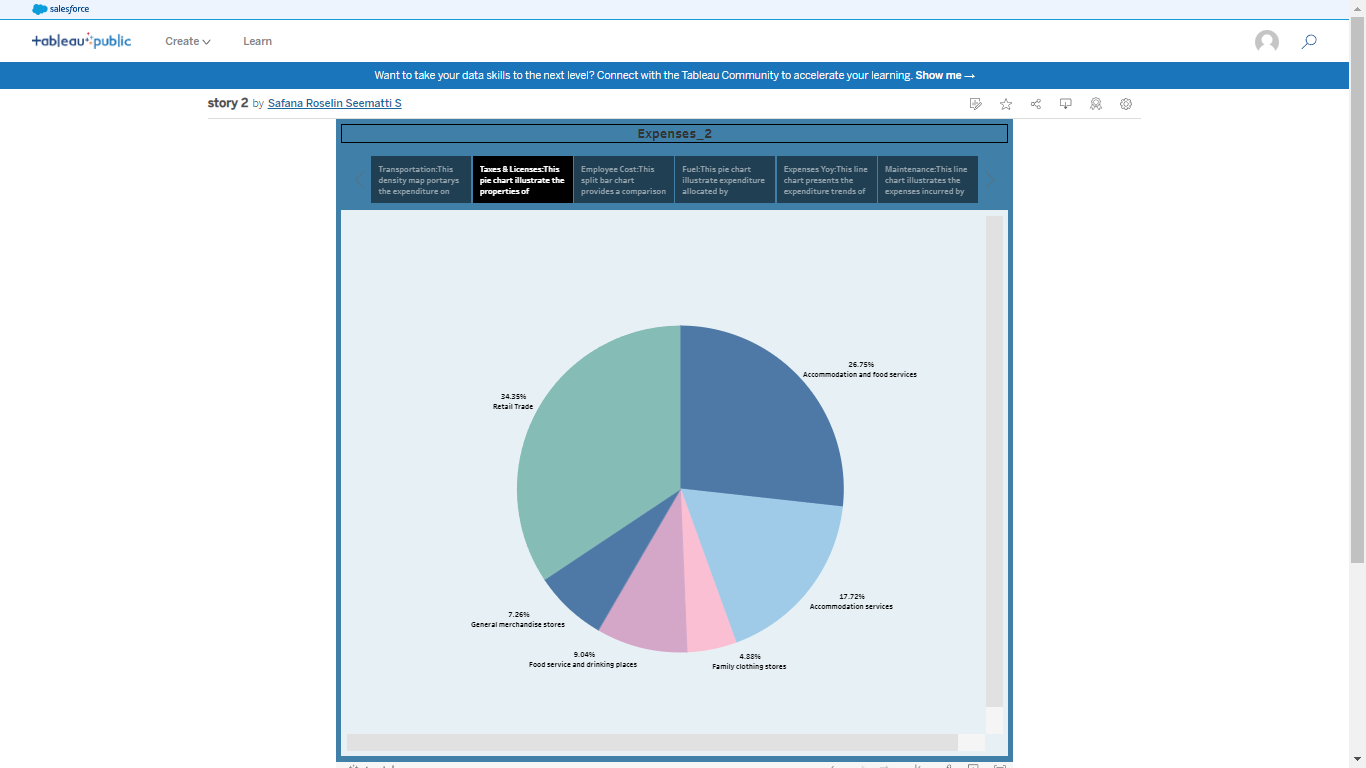 salesforce
+ableau public
Create
Learn
Want to take your data skills to the next level? Connect with the Tableau Community to accelerate your learning. Show me →
story 2 by Safana Roselin Seematti S
Expenses_2
Transportation:This
density map portarys
the expenditure on
Taxes & Licenses:This
pie chart illustrate the
properties of
Employee Cost:This
split bar chart
provides a comparison
Fuel:This pie chart
illustrate expenditure
allocated by
Expenses Yoy:This line
chart presents the
expenditure trends of
Maintenance:This line
chart illustrates the
expenses incurred by
26.75%
Accommodation and food services
34.35%
Retail Trade
17.72%
Accommodation services
7.26%
General merchandise stores
9.04%
Food service and drinking places
4.88%
Family clothing stores